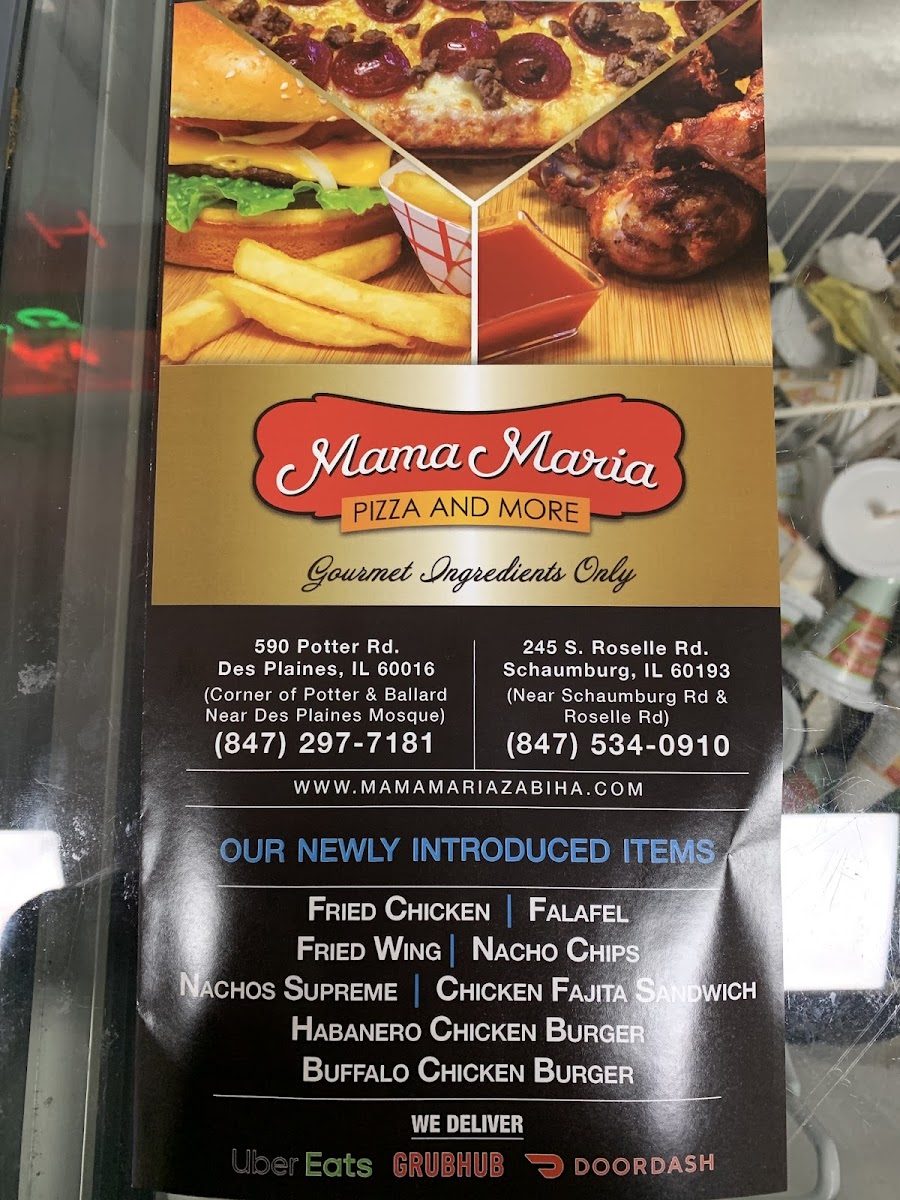 Mama Maria
PIZZA AND MORE
Gourmet Ingredients Only
590 Potter Rd.
Des Plaines, IL 60016
(Corner of Potter & Ballard
Near Des Plaines Mosque)
(847) 297-7181
245 S. Roselle Rd.
Schaumburg, IL 60193
(Near Schaumburg Rd &
Roselle Rd)
(847) 534-0910
WWW.MAMAMARIAZABIHA.COM
OUR NEWLY INTRODUCED ITEMS
FRIED CHICKEN | FALAFEL
FRIED WING | NACHO CHIPS
NACHOS SUPREME | CHICKEN FAJITA SANDWICH
HABANERO CHICKEN BURGER
BUFFALO CHICKEN BURGER
WE DELIVER
Uber Eats GRUBHUB DOORDASH